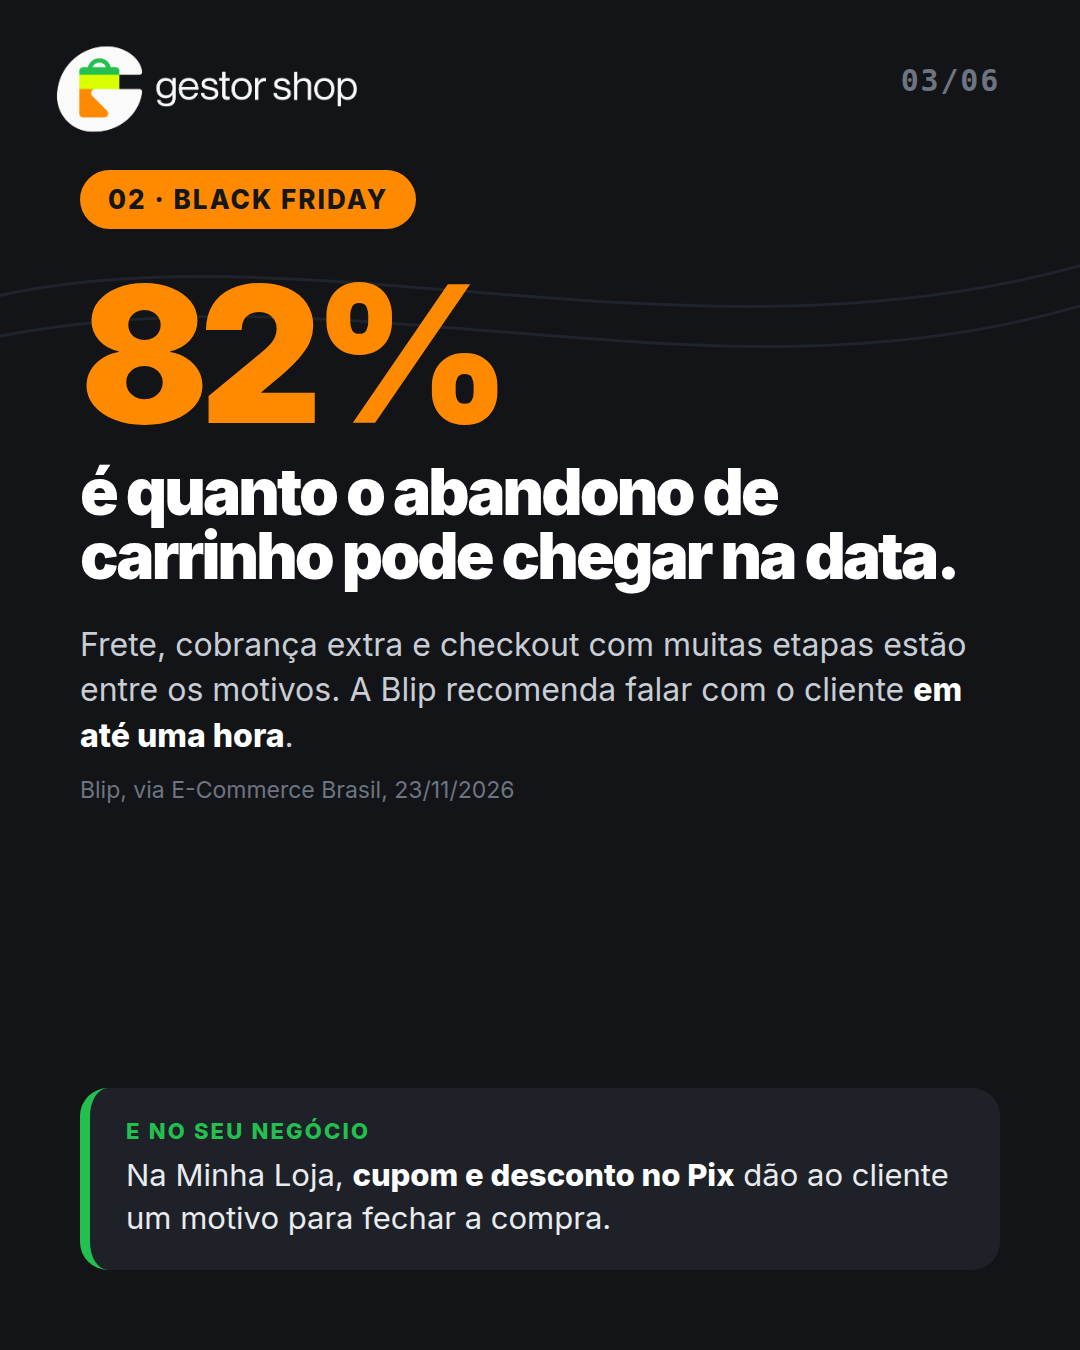 gestor shop
03/06
02 · BLACK FRIDAY
82%
é quanto o abandono de
carrinho pode chegar na data.
Frete, cobrança extra e checkout com muitas etapas estão
entre os motivos. A Blip recomenda falar com o cliente em
até uma hora.
Blip, via E-Commerce Brasil, 23/11/2026
E NO SEU NEGÓCIO
Na Minha Loja, cupom e desconto no Pix dão ao cliente
um motivo para fechar a compra.